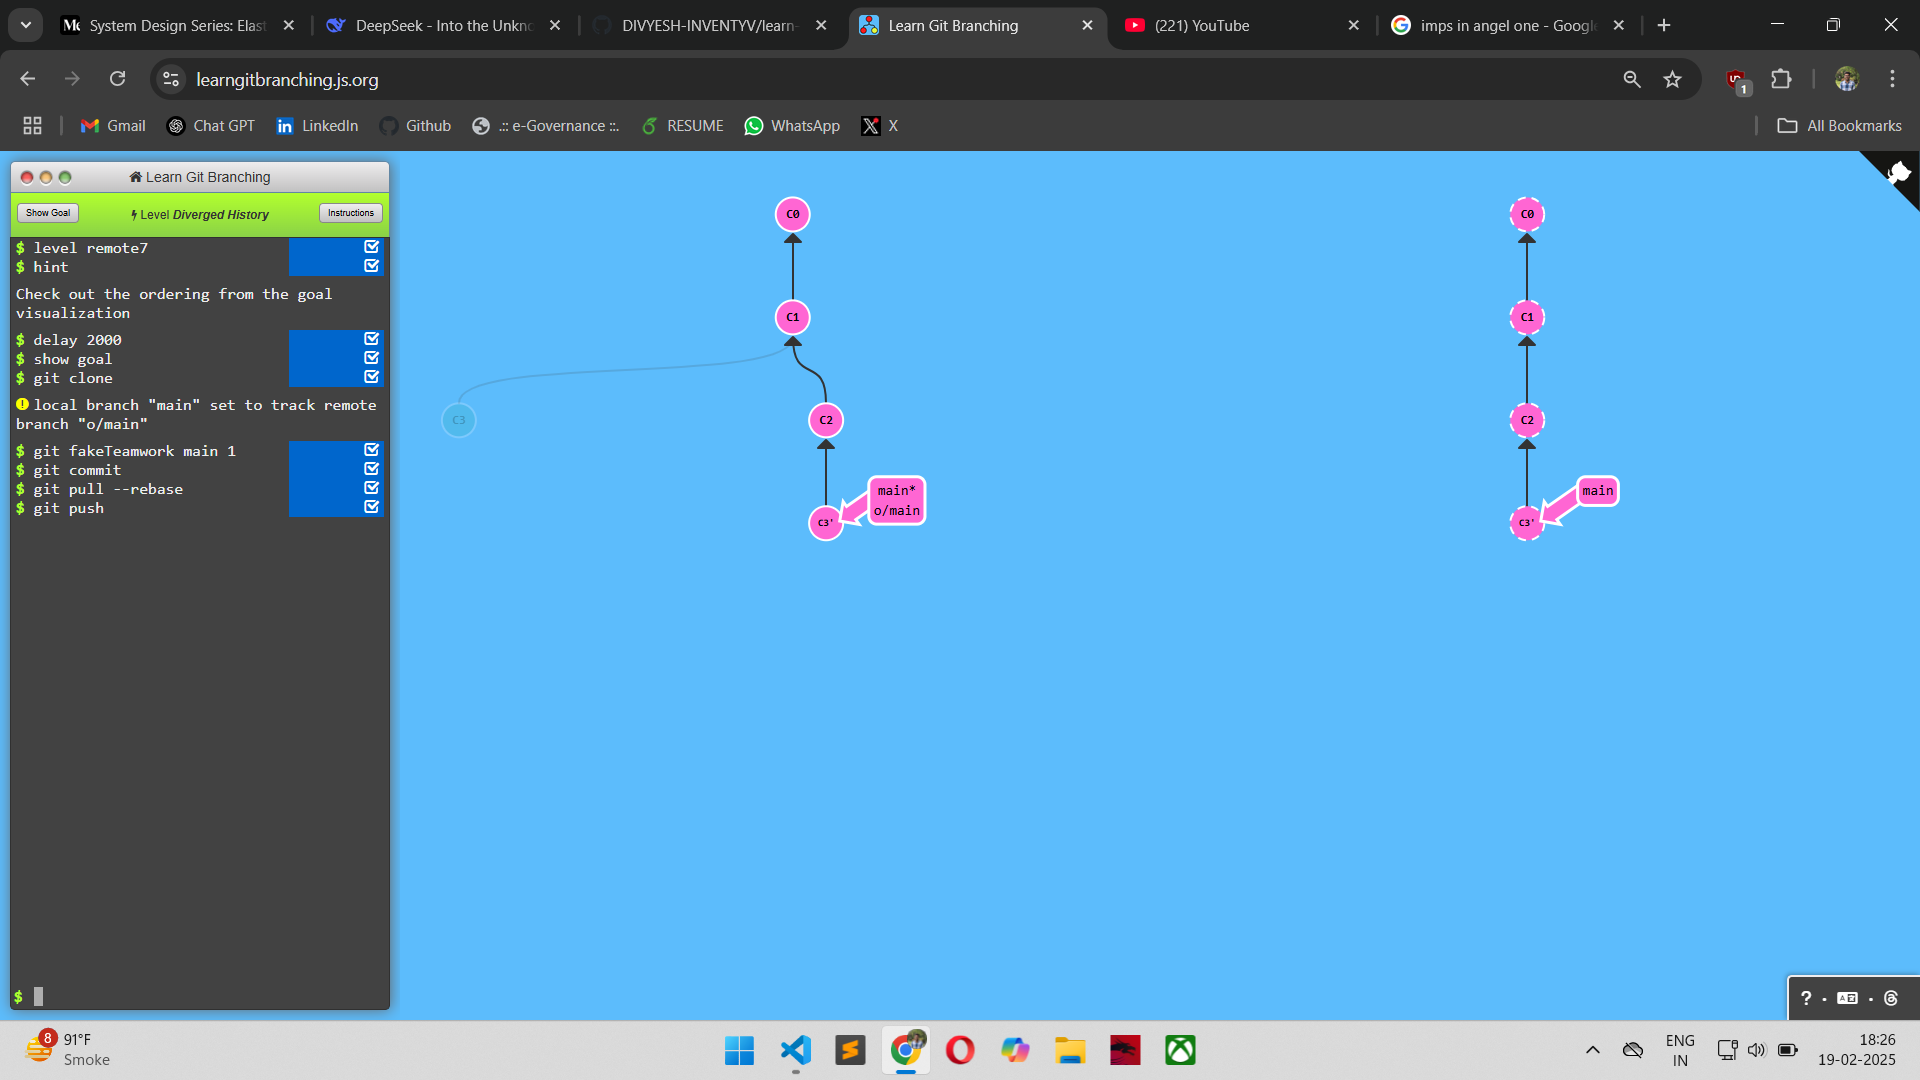 System Design Series: Elast
DeepSeek - Into the Unkno
DIVYESH-INVENTYV/learn-
Learn Git Branching
(221) YouTube
imps in angel one - Google
learngitbranching.js.org
1
Gmail
Chat GPT
LinkedIn
Github
.:: e-Governance ::.
RESUME
WhatsApp
X
All Bookmarks
Learn Git Branching
Show Goal
Level Diverged History
Instructions
$ level remote7
$ hint
Check out the ordering from the goal
visualization
$ delay 2000
$ show goal
$ git clone
local branch "main" set to track remote
branch "o/main"
$ git fakeTeamwork main 1
$ git commit
$ git pull --rebase
$ git push
$
C0
C1
C3
C2
main*
o/main
C3'
C0
C1
C2
main
C3'
?
8
91°F
Smoke
ENG
IN
18:26
19-02-2025